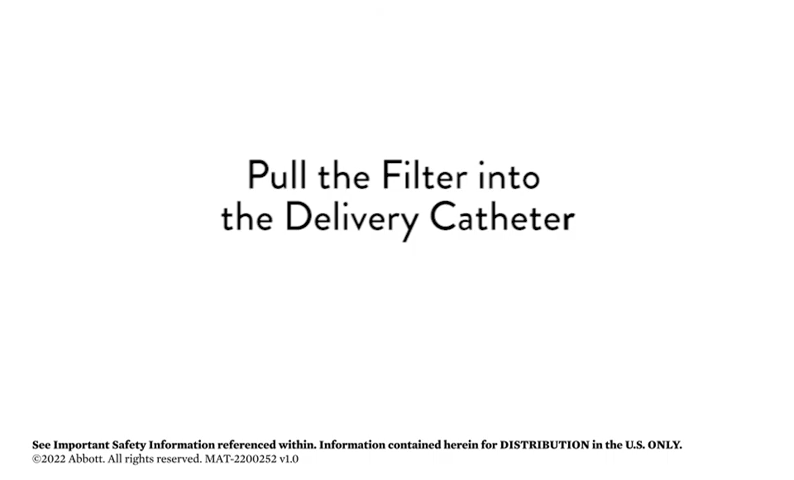 Pull the Filter into
the Delivery Catheter
See Important Safety Information referenced within. Information contained herein for DISTRIBUTION in the U.S. ONLY.
©2022 Abbott. All rights reserved. MAT-2200252 v1.0